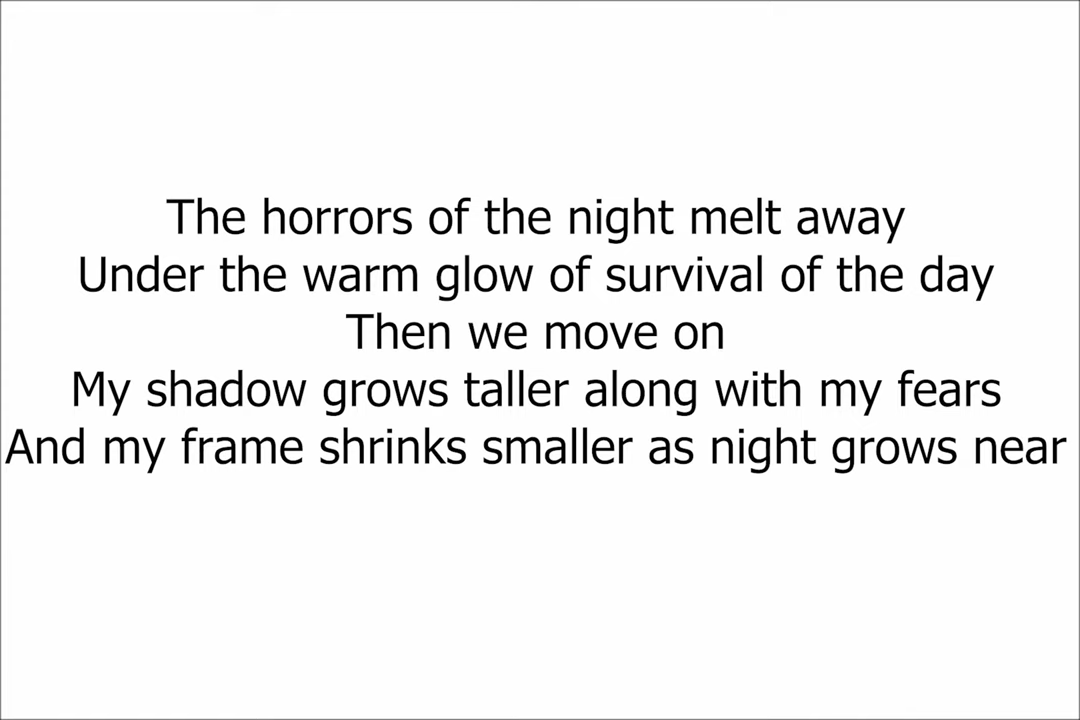 The horrors of the night melt away
Under the warm glow of survival of the day
Then we move on
My shadow grows taller along with my fears
And my frame shrinks smaller as night grows near